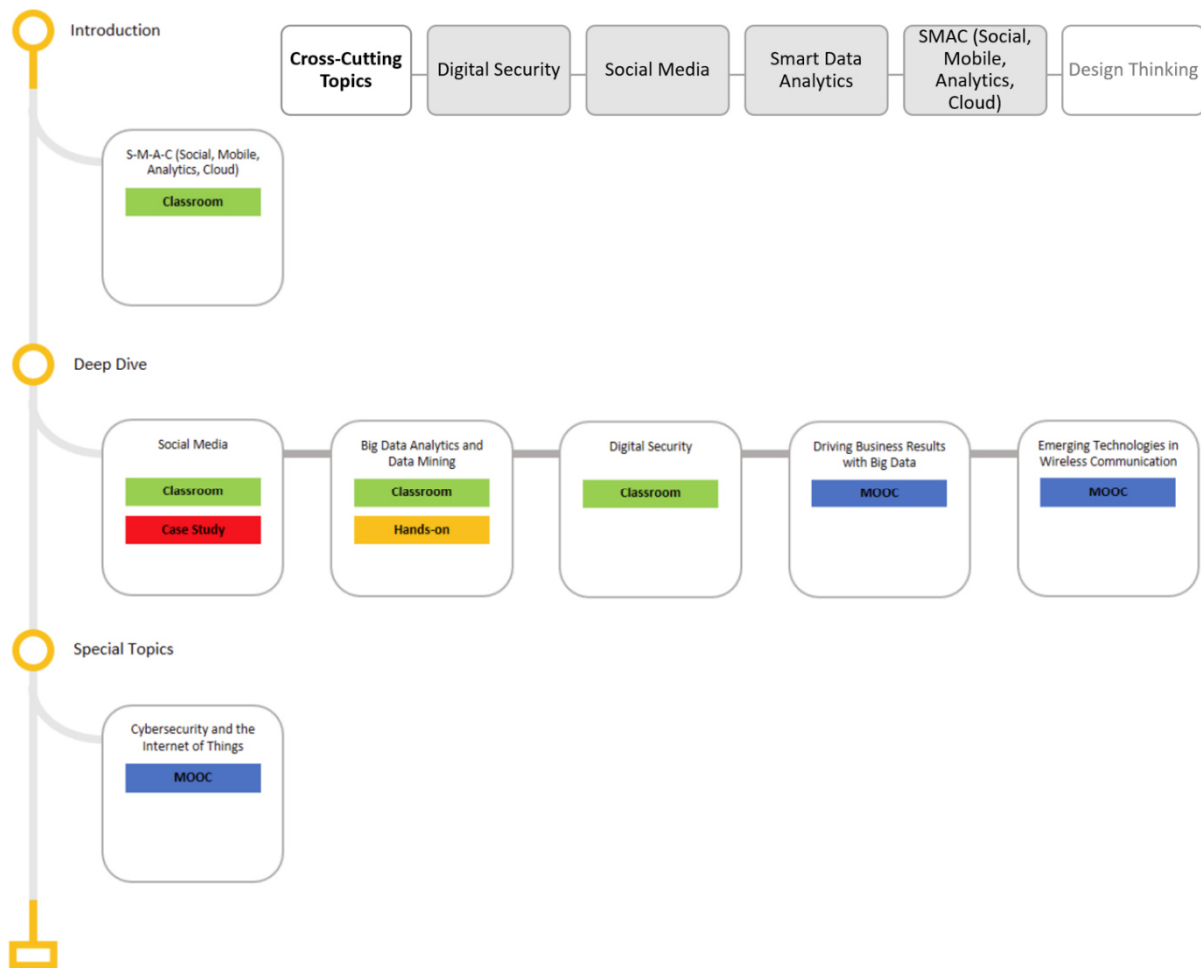 Introduction
Cross-Cutting
Topics
Digital Security
Social Media
Smart Data
Analytics
SMAC (Social,
Mobile,
Analytics,
Cloud)
Design Thinking
S-M-A-C (Social, Mobile,
Analytics, Cloud)
Classroom
Deep Dive
Social Media
Classroom
Case Study
Big Data Analytics and
Data Mining
Classroom
Hands-on
Digital Security
Classroom
Driving Business Results
with Big Data
MOOC
Emerging Technologies in
Wireless Communication
MOOC
Special Topics
Cybersecurity and the
Internet of Things
MOOC